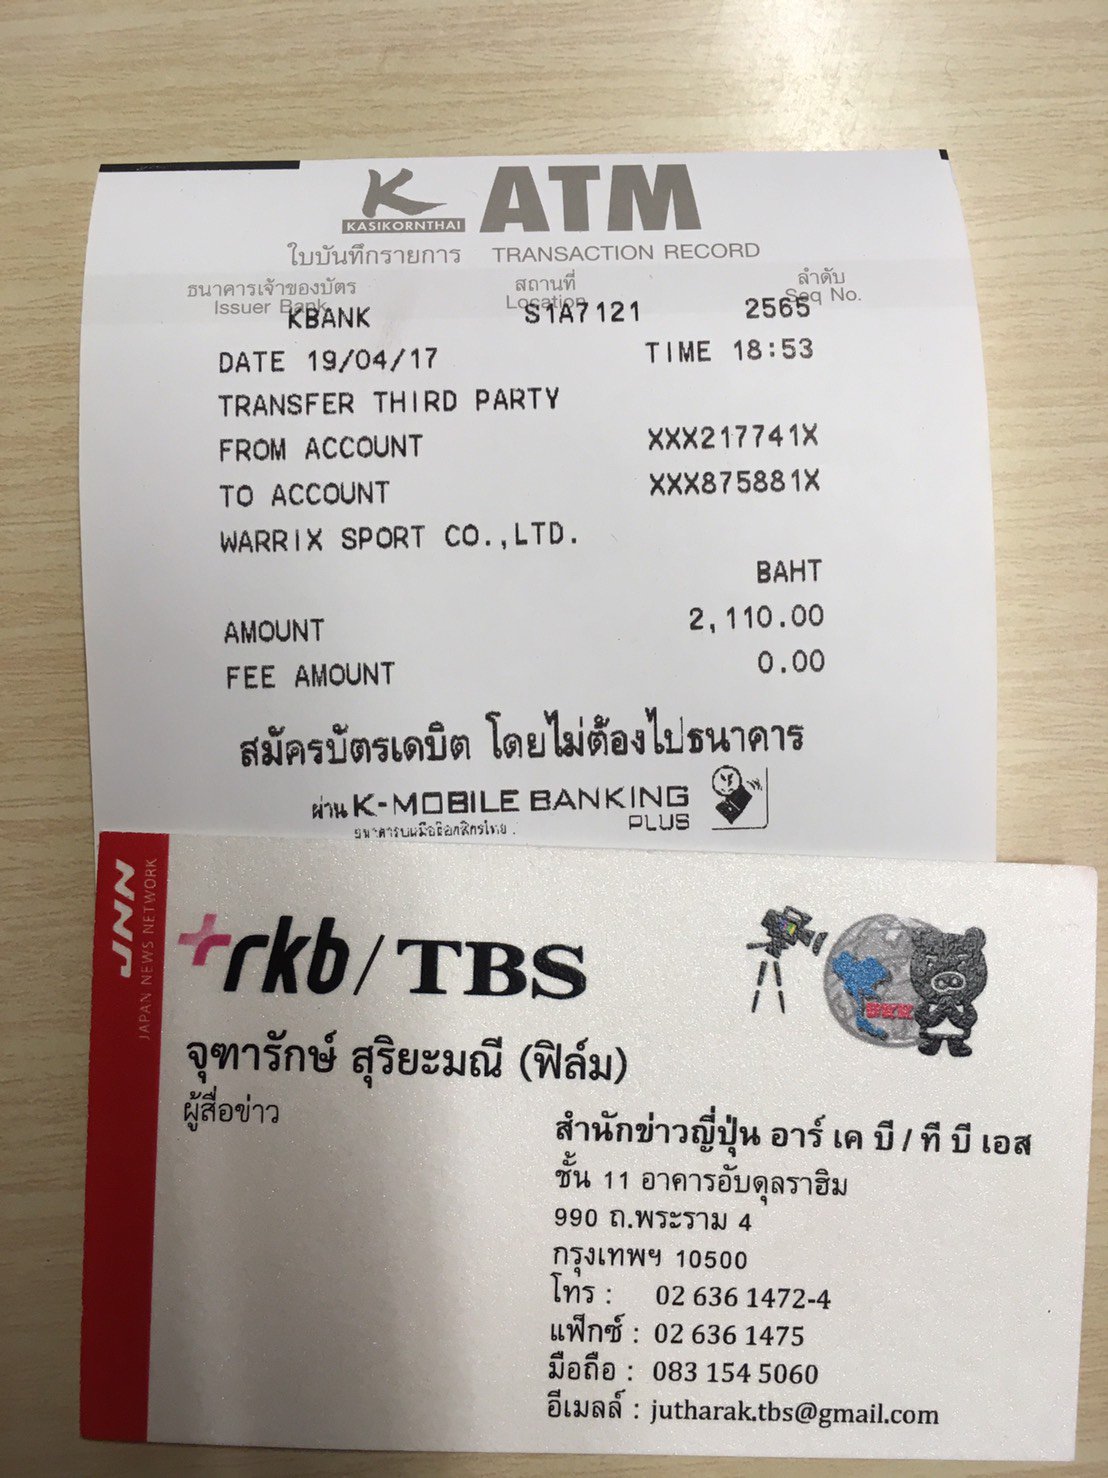 K ATM
KASIKORNTHAI
ใบบันทึกรายการ TRANSACTION RECORD
ธนาคารเจ้าของบัตร สถานที่ ลำดับ
Issuer Bank Location Seq No.
KBANK S1A7121 2565
DATE 19/04/17 TIME 18:53
TRANSFER THIRD PARTY
FROM ACCOUNT XXX217741X
TO ACCOUNT XXX875881X
WARRIX SPORT CO.,LTD.
BAHT
AMOUNT 2,110.00
FEE AMOUNT 0.00
สมัครบัตรเดบิต โดยไม่ต้องไปธนาคาร
ผ่าน K-MOBILE BANKING
PLUS
ธนาคารบนมือถือกสิกรไทย
JNN
JAPAN NEWS NETWORK
rkb / TBS
จุฑารักษ์ สุริยะมณี (ฟิล์ม)
ผู้สื่อข่าว
สำนักข่าวญี่ปุ่น อาร์ เค บี / ที บี เอส
ชั้น 11 อาคารอับดุลราฮิม
990 ถ.พระราม 4
กรุงเทพฯ 10500
โทร : 02 636 1472-4
แฟ็กซ์ : 02 636 1475
มือถือ : 083 154 5060
อีเมลล์ : jutharak.tbs@gmail.com